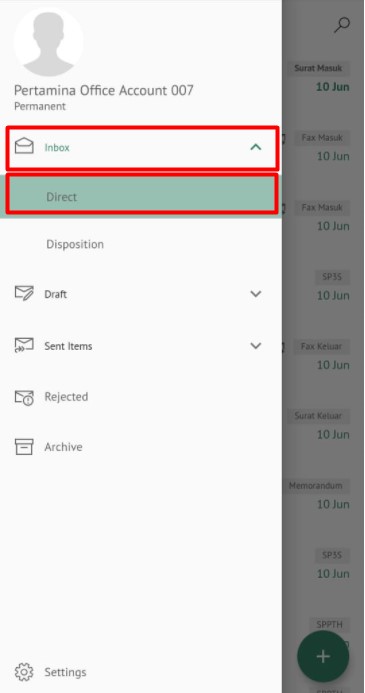 Pertamina Office Account 007
Permanent
Inbox
Direct
Disposition
Draft
Sent Items
Rejected
Archive
Settings
Surat Masuk
10 Jun
Fax Masuk
10 Jun
Fax Masuk
10 Jun
SP3S
10 Jun
Fax Keluar
10 Jun
Surat Keluar
10 Jun
Memorandum
10 Jun
SP3S
10 Jun
SPPTH